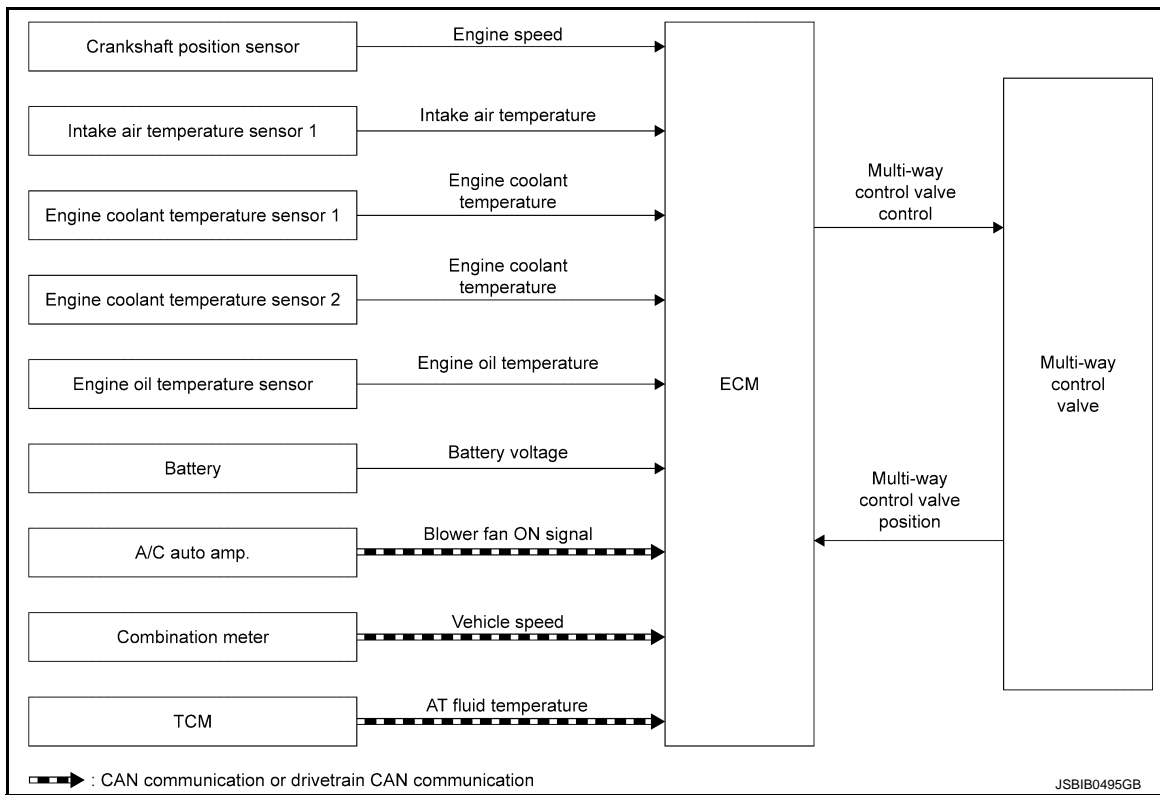 Crankshaft position sensor
Engine speed
Intake air temperature sensor 1
Intake air temperature
Engine coolant temperature sensor 1
Engine coolant
temperature
Engine coolant temperature sensor 2
Engine coolant
temperature
Engine oil temperature sensor
Engine oil temperature
Battery
Battery voltage
A/C auto amp.
Blower fan ON signal
Combination meter
Vehicle speed
TCM
AT fluid temperature
ECM
Multi-way
control valve
control
Multi-way
control valve
position
Multi-way
control
valve
: CAN communication or drivetrain CAN communication
JSBIB0495GB